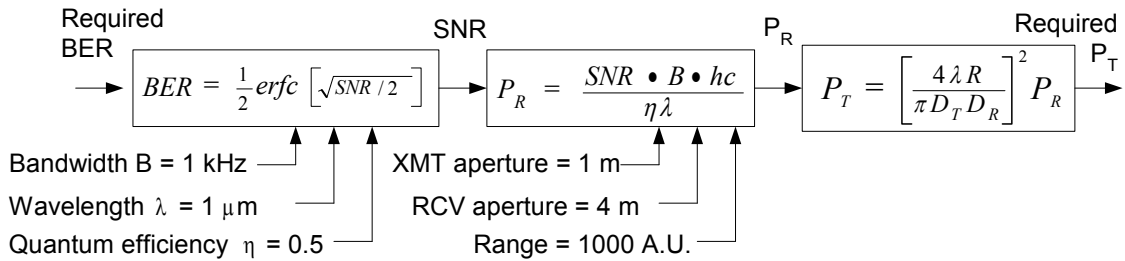 Required BER
SNR
P_R
Required P_T
BER = 1/2 erfc [√SNR / 2]
P_R = SNR • B • hc / ηλ
P_T = [4λR / πD_T D_R]² P_R
Bandwidth B = 1 kHz
XMT aperture = 1 m
Wavelength λ = 1 μm
RCV aperture = 4 m
Quantum efficiency η = 0.5
Range = 1000 A.U.